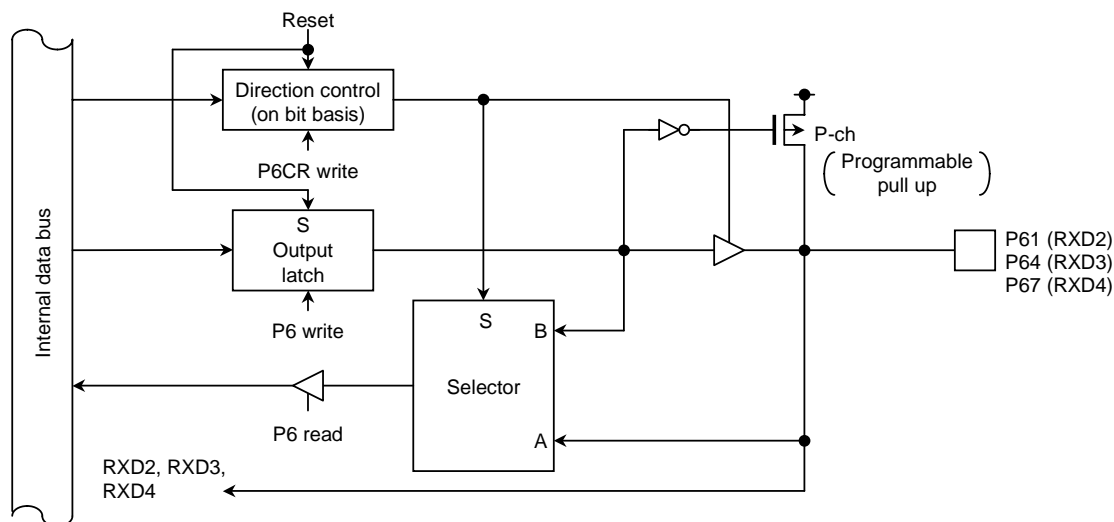 Reset
Direction control
(on bit basis)
P-ch
P6CR write
Programmable
pull up
S
Output
latch
P61 (RXD2)
P64 (RXD3)
P67 (RXD4)
Internal data bus
P6 write
S
B
Selector
P6 read
A
RXD2, RXD3,
RXD4